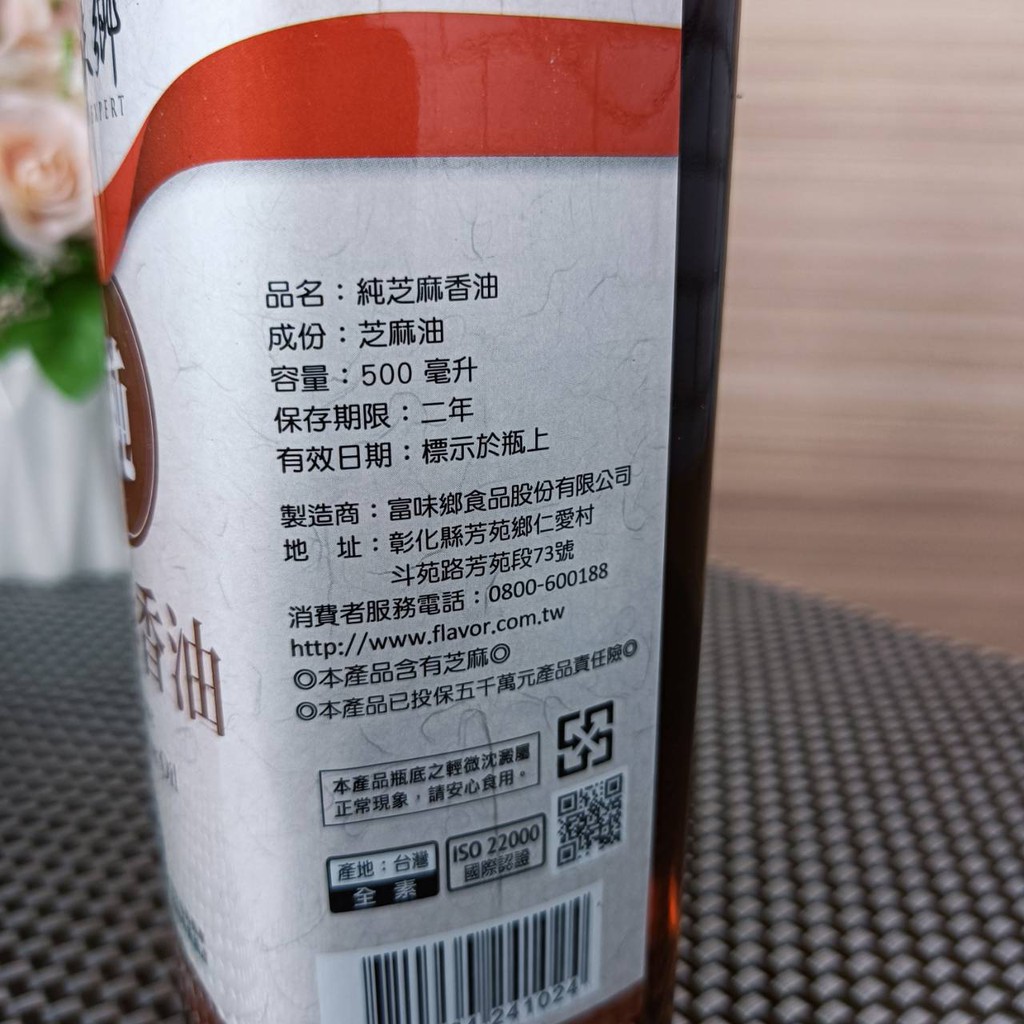 鄉
品名：純芝麻香油
成份：芝麻油
容量：500 毫升
保存期限：二年
有效日期：標示於瓶上
製造商：富味鄉食品股份有限公司
地　址：彰化縣芳苑鄉仁愛村
斗苑路芳苑段73號
消費者服務電話：0800-600188
http://www.flavor.com.tw
◎本產品含有芝麻◎
◎本產品已投保五千萬元產品責任險◎
本產品瓶底之輕微沈澱屬
正常現象，請安心食用。
產地：台灣
全素
ISO 22000
國際認證
241024
純
香油
Oil